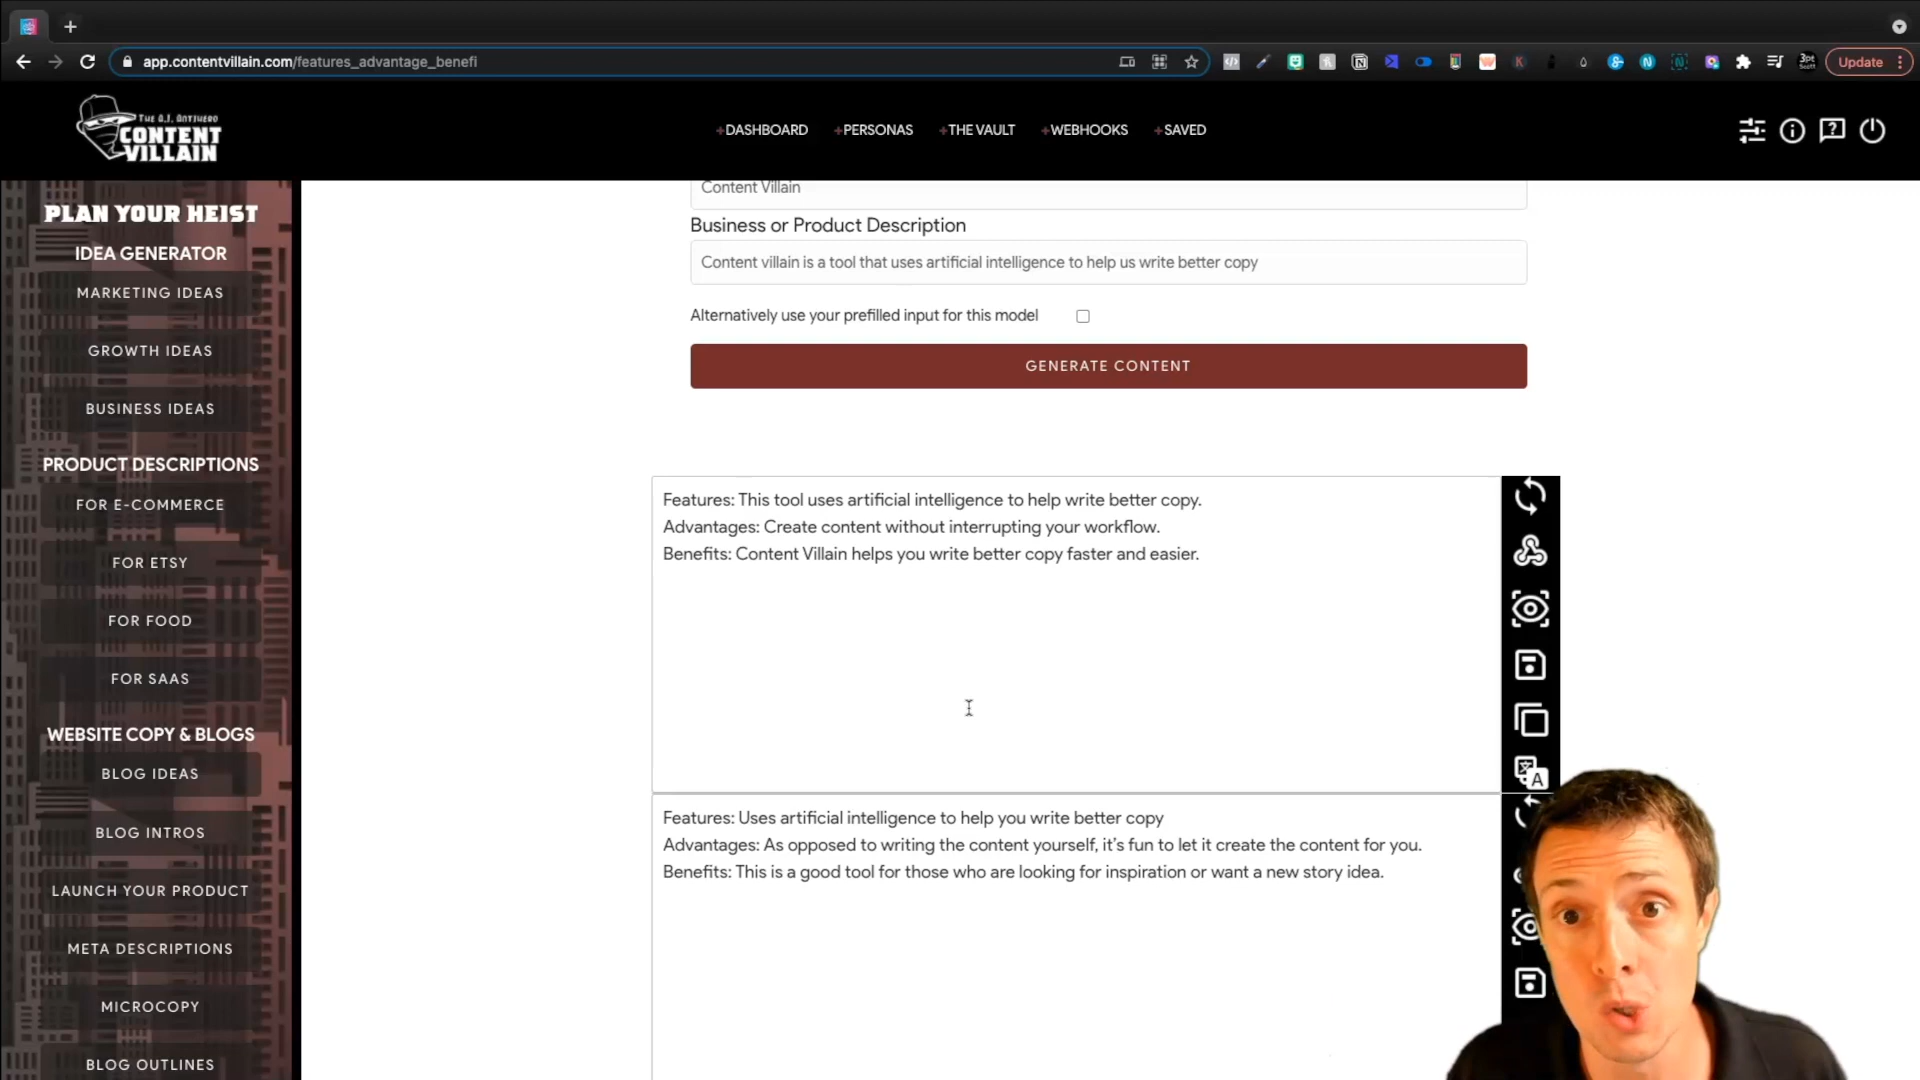 app.contentvillain.com/features_advantage_benefi
Update
THE A.I. ANTIHERO
CONTENT
VILLAIN
+DASHBOARD
+PERSONAS
+THE VAULT
+WEBHOOKS
+SAVED
PLAN YOUR HEIST
IDEA GENERATOR
MARKETING IDEAS
GROWTH IDEAS
BUSINESS IDEAS
PRODUCT DESCRIPTIONS
FOR E-COMMERCE
FOR ETSY
FOR FOOD
FOR SAAS
WEBSITE COPY & BLOGS
BLOG IDEAS
BLOG INTROS
LAUNCH YOUR PRODUCT
META DESCRIPTIONS
MICROCOPY
BLOG OUTLINES
Content Villain
Business or Product Description
Content villain is a tool that uses artificial intelligence to help us write better copy
Alternatively use your prefilled input for this model
GENERATE CONTENT
Features: This tool uses artificial intelligence to help write better copy.
Advantages: Create content without interrupting your workflow.
Benefits: Content Villain helps you write better copy faster and easier.
Features: Uses artificial intelligence to help you write better copy
Advantages: As opposed to writing the content yourself, it's fun to let it create the content for you.
Benefits: This is a good tool for those who are looking for inspiration or want a new story idea.